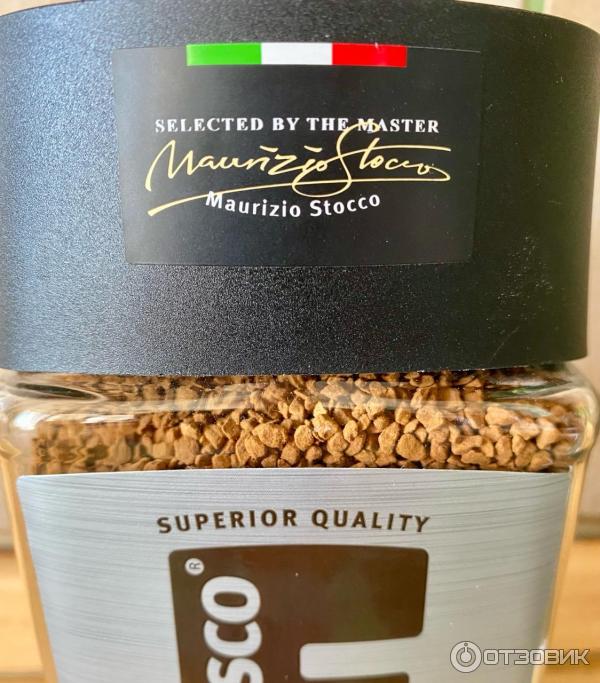 SELECTED BY THE MASTER
Maurizio Stocco
Maurizio Stocco
SUPERIOR QUALITY
SCO®
ОТЗОВИК